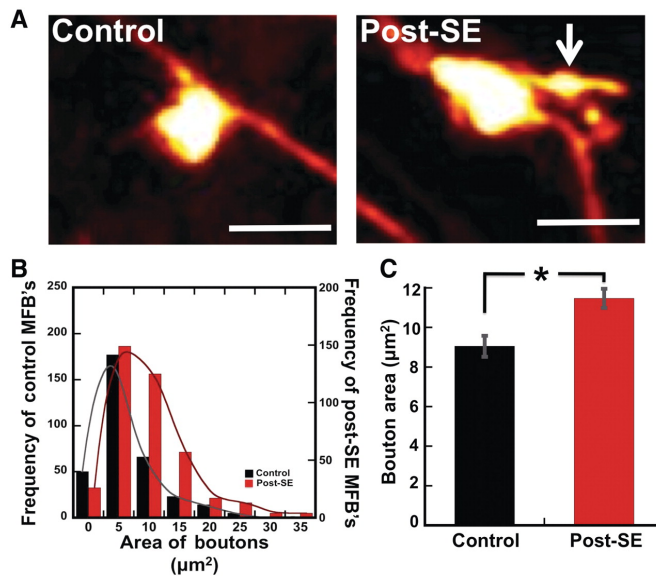 A
Control
Post-SE
B
Frequency of control MFB's
250
200
150
100
50
0
200
150
100
50
0
Frequency of post-SE MFB's
Control
Post-SE
0 5 10 15 20 25 30 35
Area of boutons
(µm²)
C
*
Bouton area (µm²)
12
10
8
6
4
2
0
Control Post-SE